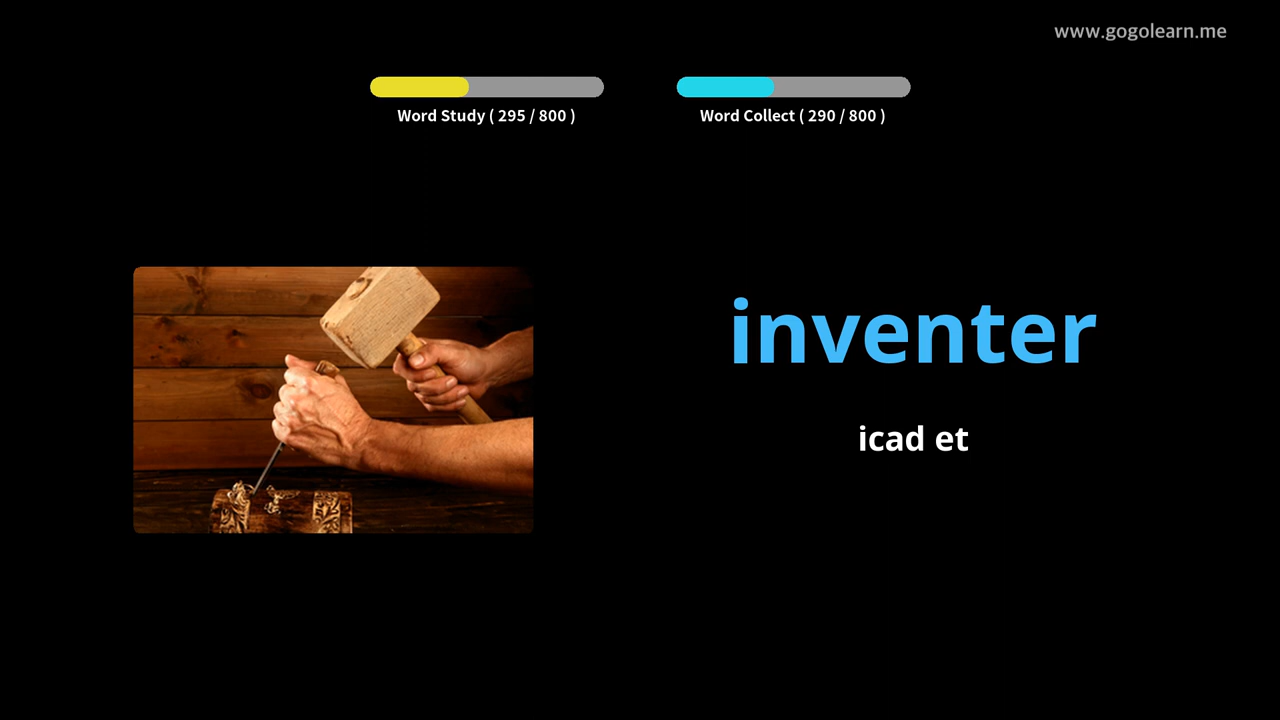 www.gogolearn.me
Word Study ( 295 / 800 )
Word Collect ( 290 / 800 )
inventer
icad et